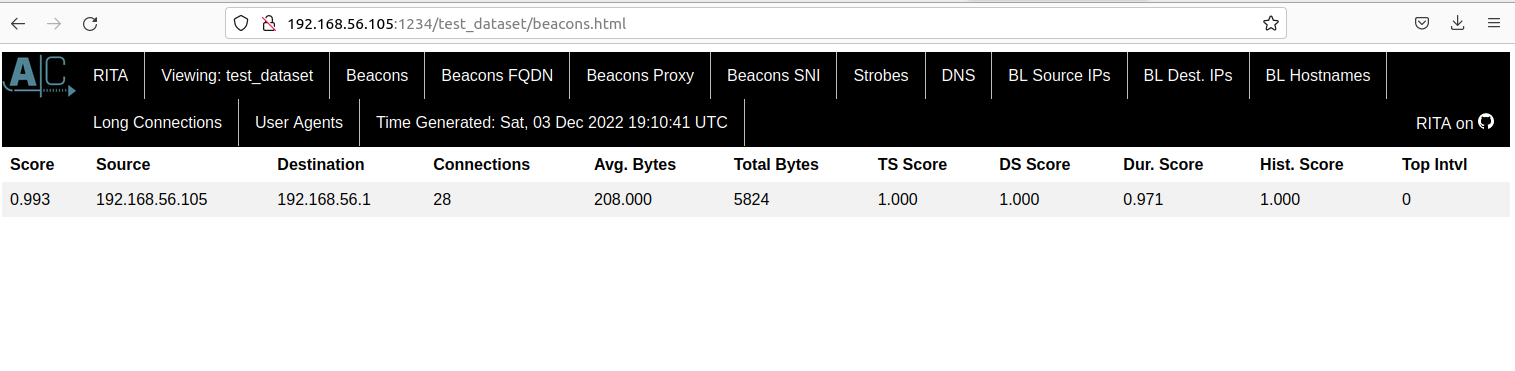 192.168.56.105:1234/test_dataset/beacons.html
A|C RITA Viewing: test_dataset Beacons Beacons FQDN Beacons Proxy Beacons SNI Strobes DNS BL Source IPs BL Dest. IPs BL Hostnames
Long Connections User Agents Time Generated: Sat, 03 Dec 2022 19:10:41 UTC RITA on
Score Source Destination Connections Avg. Bytes Total Bytes TS Score DS Score Dur. Score Hist. Score Top Intvl
0.993 192.168.56.105 192.168.56.1 28 208.000 5824 1.000 1.000 0.971 1.000 0